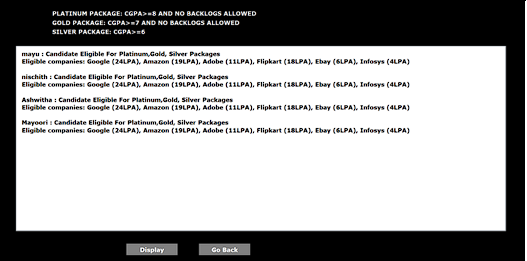 PLATINUM PACKAGE: CGPA>=8 AND NO BACKLOGS ALLOWED
GOLD PACKAGE: CGPA>=7 AND NO BACKLOGS ALLOWED
SILVER PACKAGE: CGPA>=6
mayu : Candidate Eligible For Platinum,Gold, Silver Packages
Eligible companies: Google (24LPA), Amazon (19LPA), Adobe (11LPA), Flipkart (18LPA), Ebay (6LPA), Infosys (4LPA)
nischith : Candidate Eligible For Platinum,Gold, Silver Packages
Eligible companies: Google (24LPA), Amazon (19LPA), Adobe (11LPA), Flipkart (18LPA), Ebay (6LPA), Infosys (4LPA)
Ashwitha : Candidate Eligible For Platinum,Gold, Silver Packages
Eligible companies: Google (24LPA), Amazon (19LPA), Adobe (11LPA), Flipkart (18LPA), Ebay (6LPA), Infosys (4LPA)
Mayoori : Candidate Eligible For Platinum,Gold, Silver Packages
Eligible companies: Google (24LPA), Amazon (19LPA), Adobe (11LPA), Flipkart (18LPA), Ebay (6LPA), Infosys (4LPA)
Display Go Back